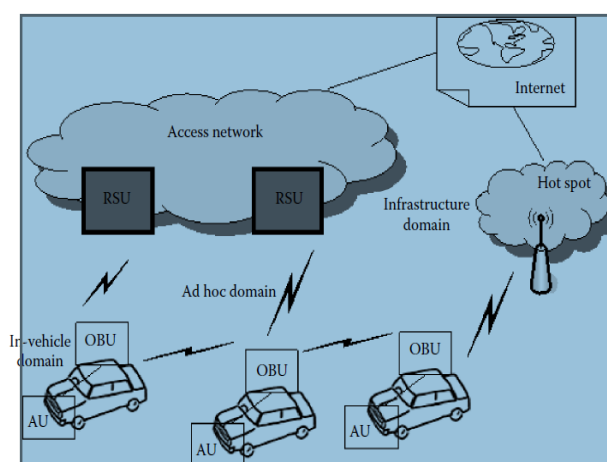 Internet
Access network
RSU
RSU
Hot spot
Infrastructure
domain
Ad hoc domain
In-vehicle
domain
OBU
OBU
OBU
AU
AU
AU